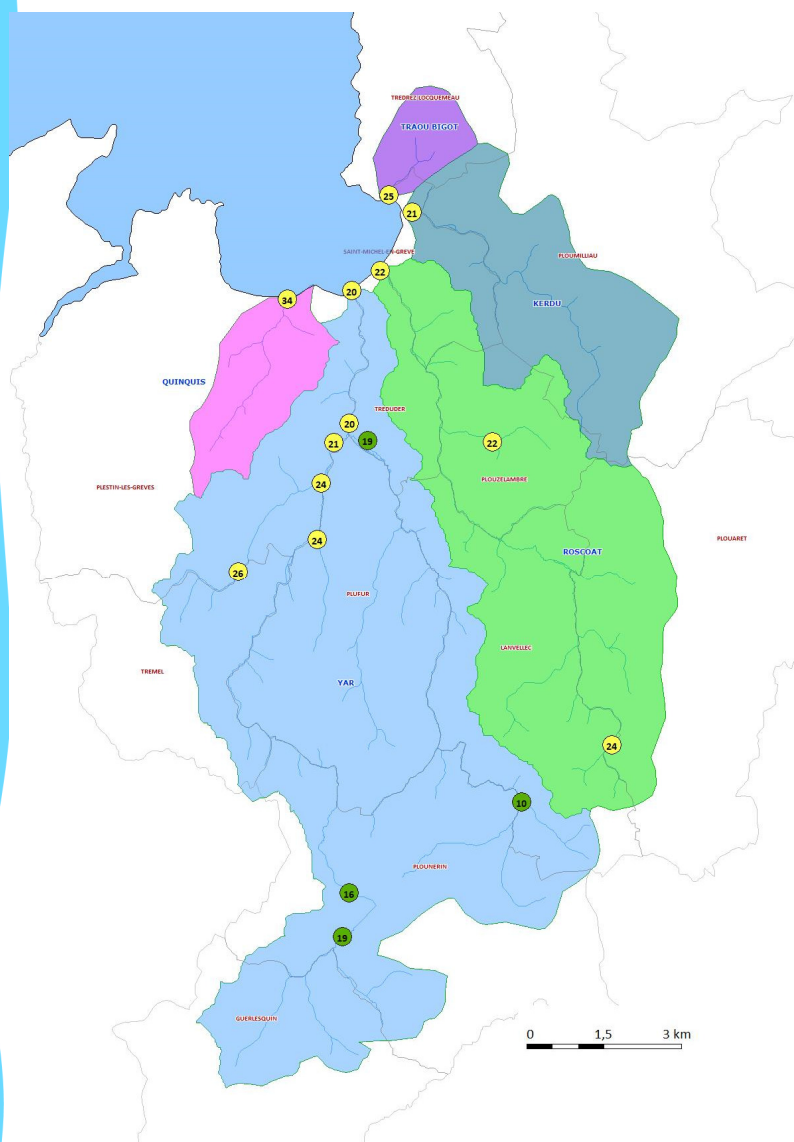 TREDREZ-LOCQUEMEAU
TRAOU BIGOT
25
21
SAINT-MICHEL-EN-GREVE
PLOUMILLIAU
22
20
34
KERDU
QUINQUIS
TREDUDER
20
21
19
22
24
PLOUZELAMBRE
PLESTIN-LES-GREVES
24
PLOUARET
ROSCOAT
26
PLUFUR
LANVELLEC
TREMEL
YAR
24
10
PLOUNERIN
16
19
GUERLESQUIN
0 1,5 3 km